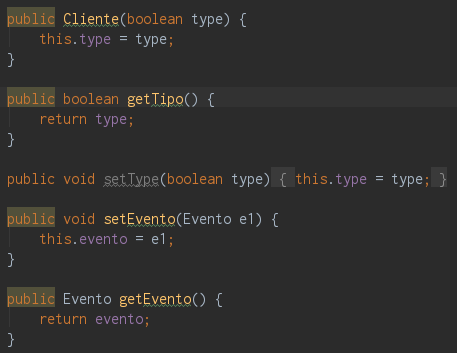 public Cliente(boolean type) {
this.type = type;
}
public boolean getTipo() {
return type;
}
public void setType(boolean type) { this.type = type; }
public void setEvento(Evento e1) {
this.evento = e1;
}
public Evento getEvento() {
return evento;
}